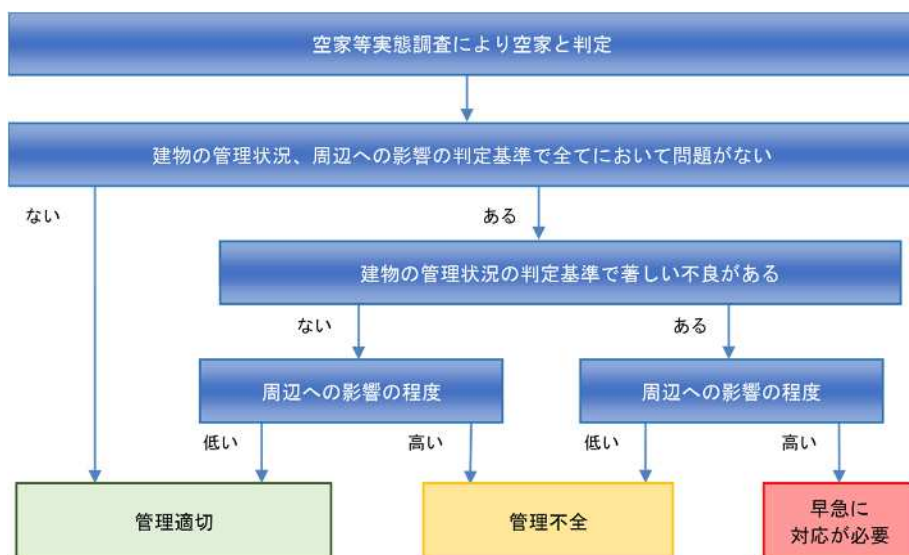 空家等実態調査により空家と判定
建物の管理状況、周辺への影響の判定基準で全てにおいて問題がない
ない
ある
建物の管理状況の判定基準で著しい不良がある
ない
ある
周辺への影響の程度
周辺への影響の程度
低い
高い
低い
高い
管理適切
管理不全
早急に
対応が必要